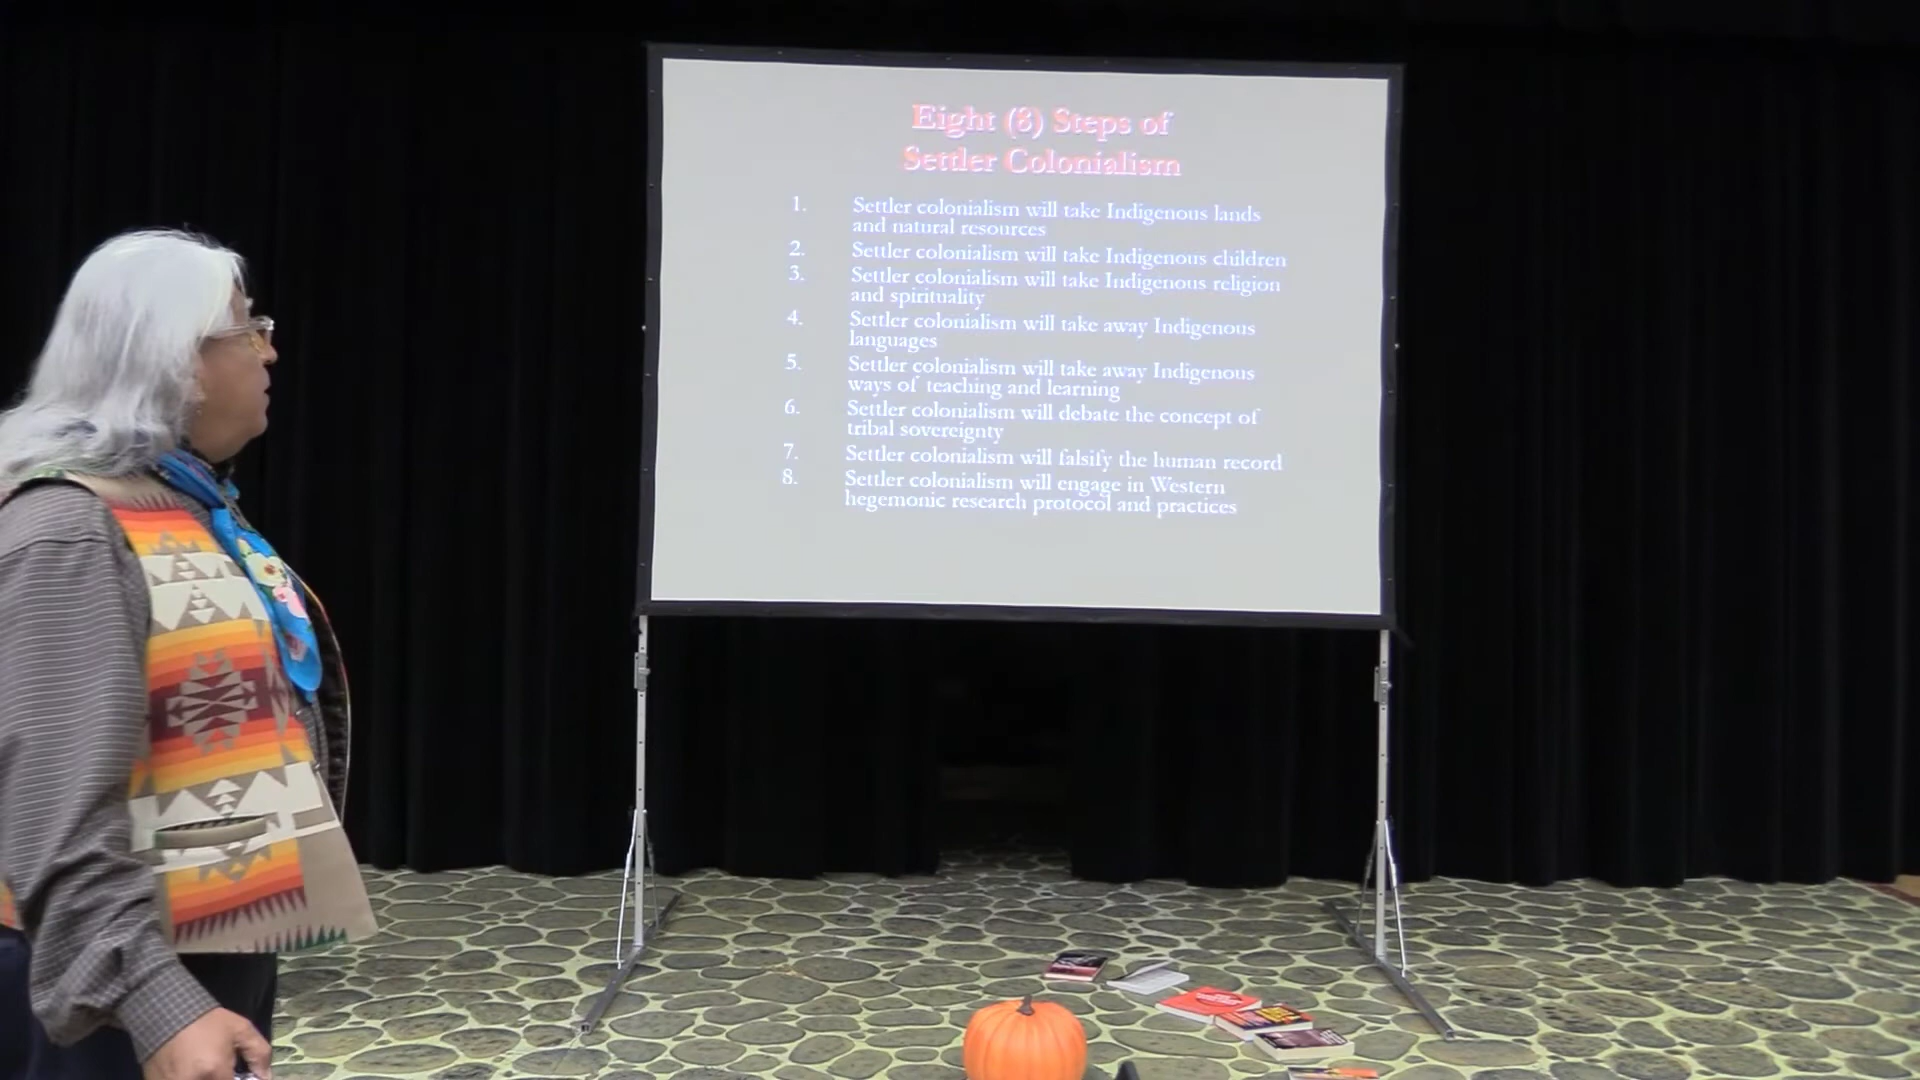 Eight (8) Steps of
Settler Colonialism
1. Settler colonialism will take Indigenous lands
and natural resources
2. Settler colonialism will take Indigenous children
3. Settler colonialism will take Indigenous religion
and spirituality
4. Settler colonialism will take away Indigenous
languages
5. Settler colonialism will take away Indigenous
ways of teaching and learning
6. Settler colonialism will debate the concept of
tribal sovereignty
7. Settler colonialism will falsify the human record
8. Settler colonialism will engage in Western
hegemonic research protocol and practices